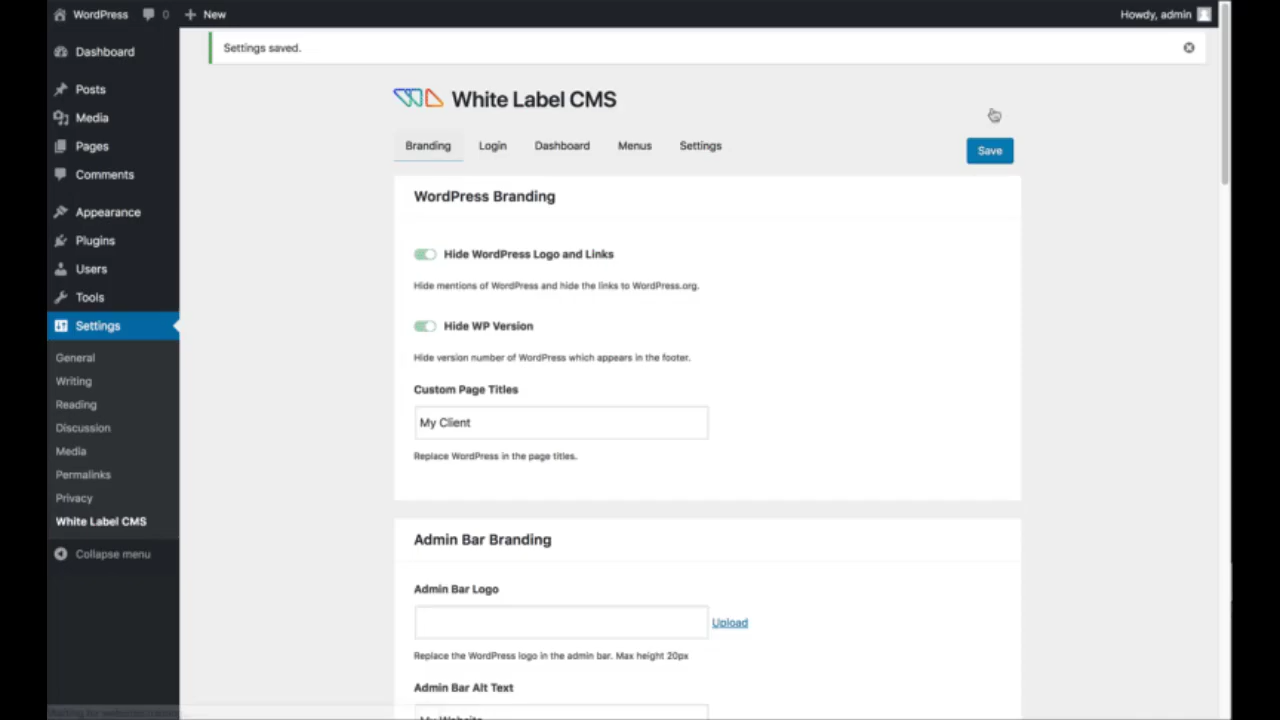 WordPress 0 New Howdy, admin
Dashboard
Posts
Media
Pages
Comments
Appearance
Plugins
Users
Tools
Settings
General
Writing
Reading
Discussion
Media
Permalinks
Privacy
White Label CMS
Collapse menu
Settings saved.
White Label CMS
Branding Login Dashboard Menus Settings Save
WordPress Branding
Hide WordPress Logo and Links
Hide mentions of WordPress and hide the links to WordPress.org.
Hide WP Version
Hide version number of WordPress which appears in the footer.
Custom Page Titles
My Client
Replace WordPress in the page titles.
Admin Bar Branding
Admin Bar Logo
Upload
Replace the WordPress logo in the admin bar. Max height 20px
Admin Bar Alt Text
My Website